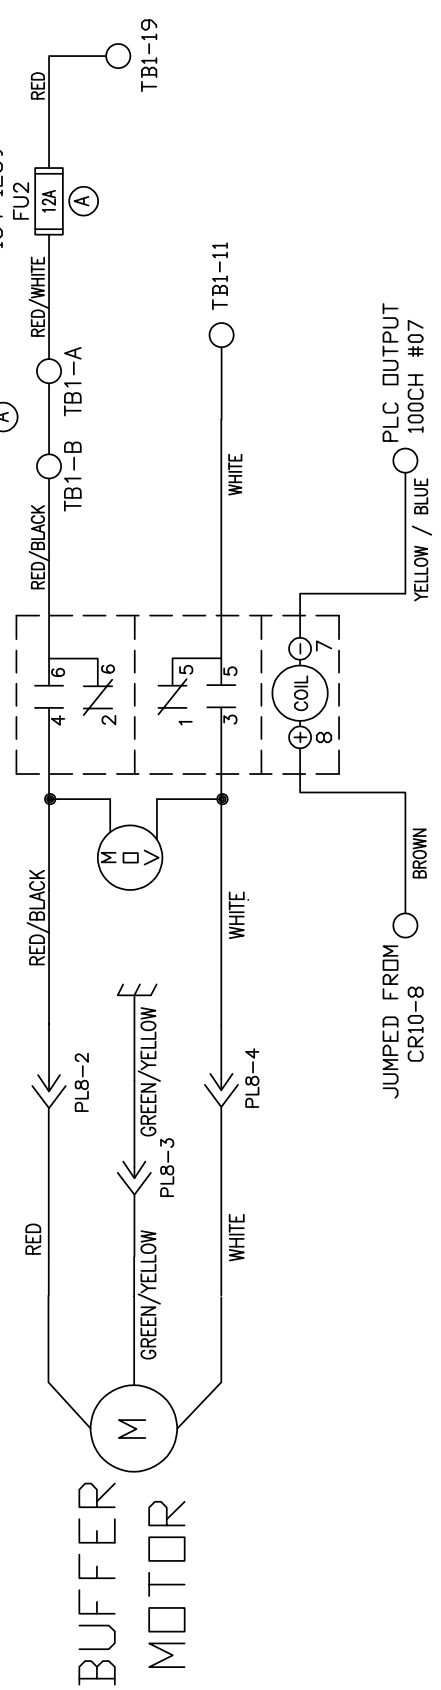 BUFFER
MOTOR
M
RED
GREEN/YELLOW
WHITE
PL8-2
PL8-3
PL8-4
GREEN/YELLOW
RED/BLACK
WHITE
MOV
JUMPED FROM
CR10-8
BROWN
4
6
2
6
1
5
3
5
+
8
COIL
-
7
YELLOW / BLUE
PLC OUTPUT
100CH #07
RED/BLACK
TB1-B
TB1-A
A
WHITE
TB1-11
RED/WHITE
FU2
12A
A
RED
TB1-19